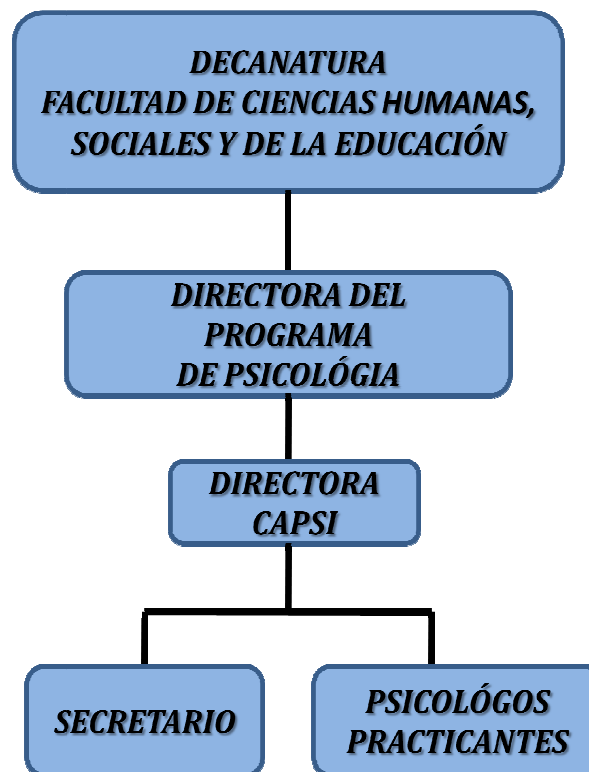 DECANATURA
FACULTAD DE CIENCIAS HUMANAS,
SOCIALES Y DE LA EDUCACIÓN
DIRECTORA DEL
PROGRAMA
DE PSICOLÓGIA
DIRECTORA
CAPSI
SECRETARIO
PSICOLÓGOS
PRACTICANTES